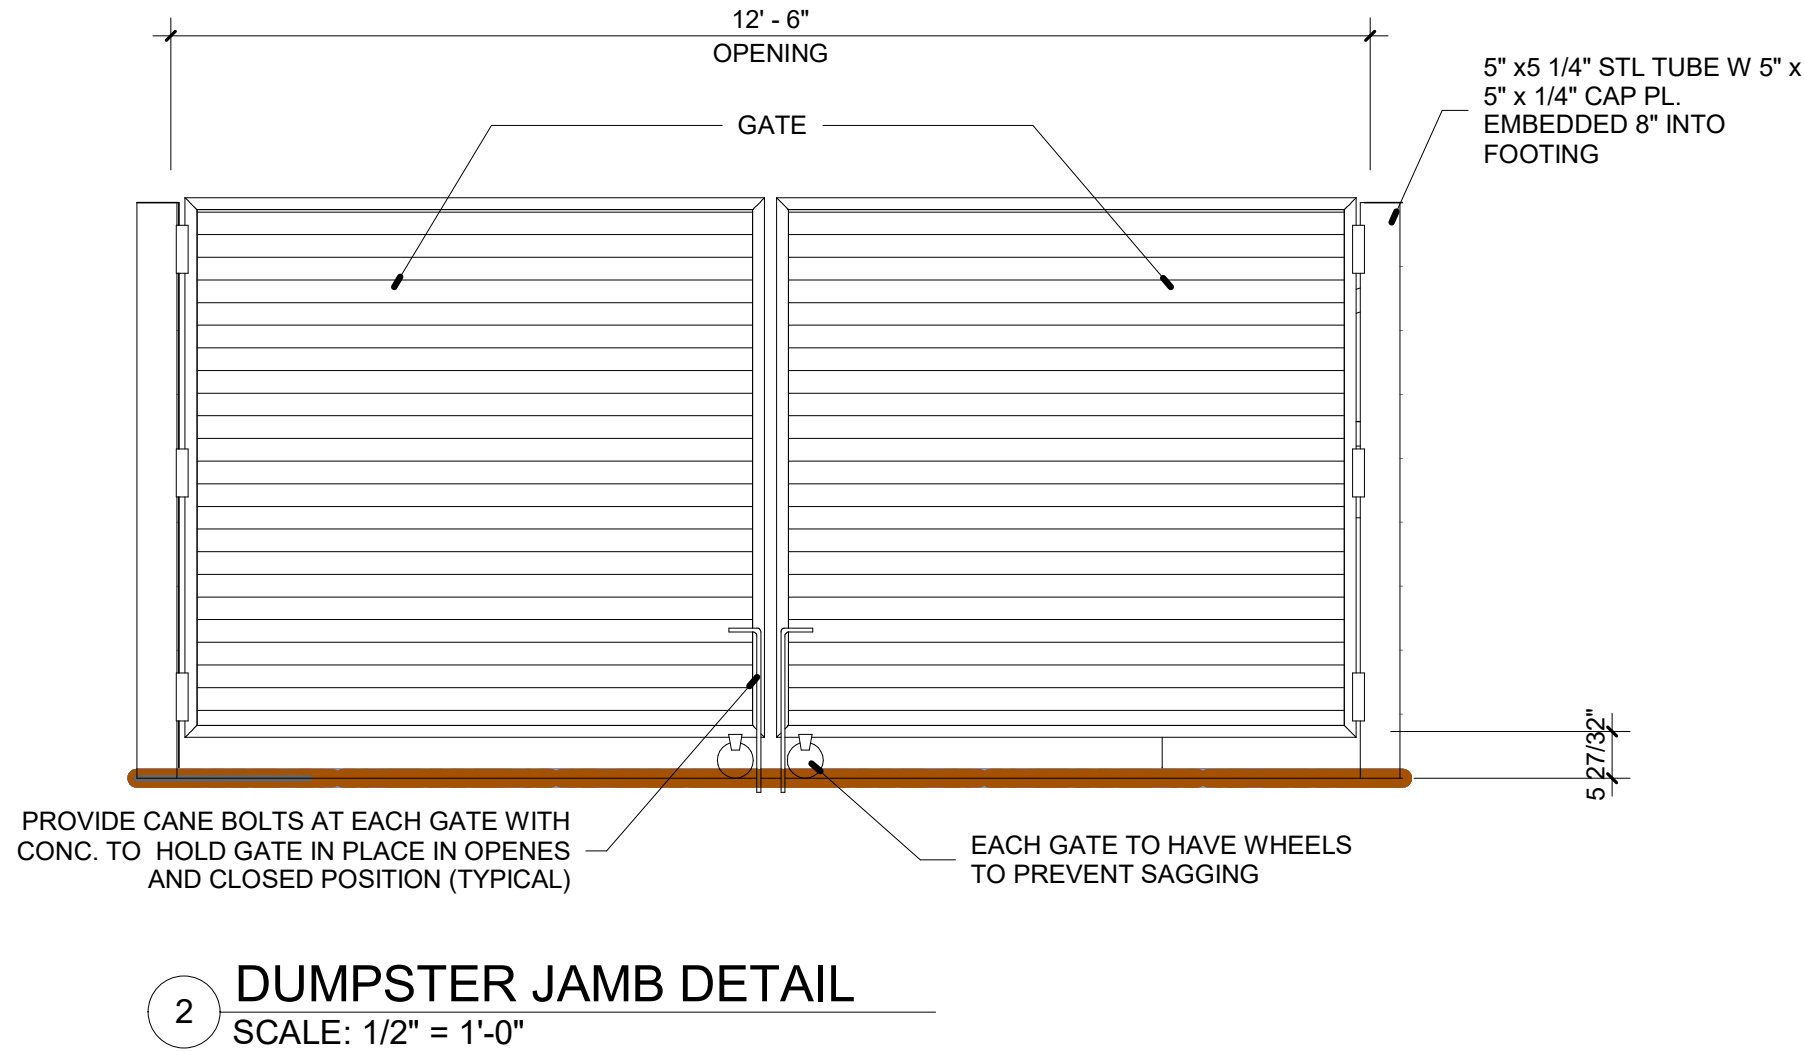 12' - 6"
OPENING
5" x5 1/4" STL TUBE W 5" x
5" x 1/4" CAP PL.
EMBEDDED 8" INTO
FOOTING
GATE
5 27/32"
PROVIDE CANE BOLTS AT EACH GATE WITH
CONC. TO HOLD GATE IN PLACE IN OPENES
AND CLOSED POSITION (TYPICAL)
EACH GATE TO HAVE WHEELS
TO PREVENT SAGGING
2
DUMPSTER JAMB DETAIL
SCALE: 1/2" = 1'-0"